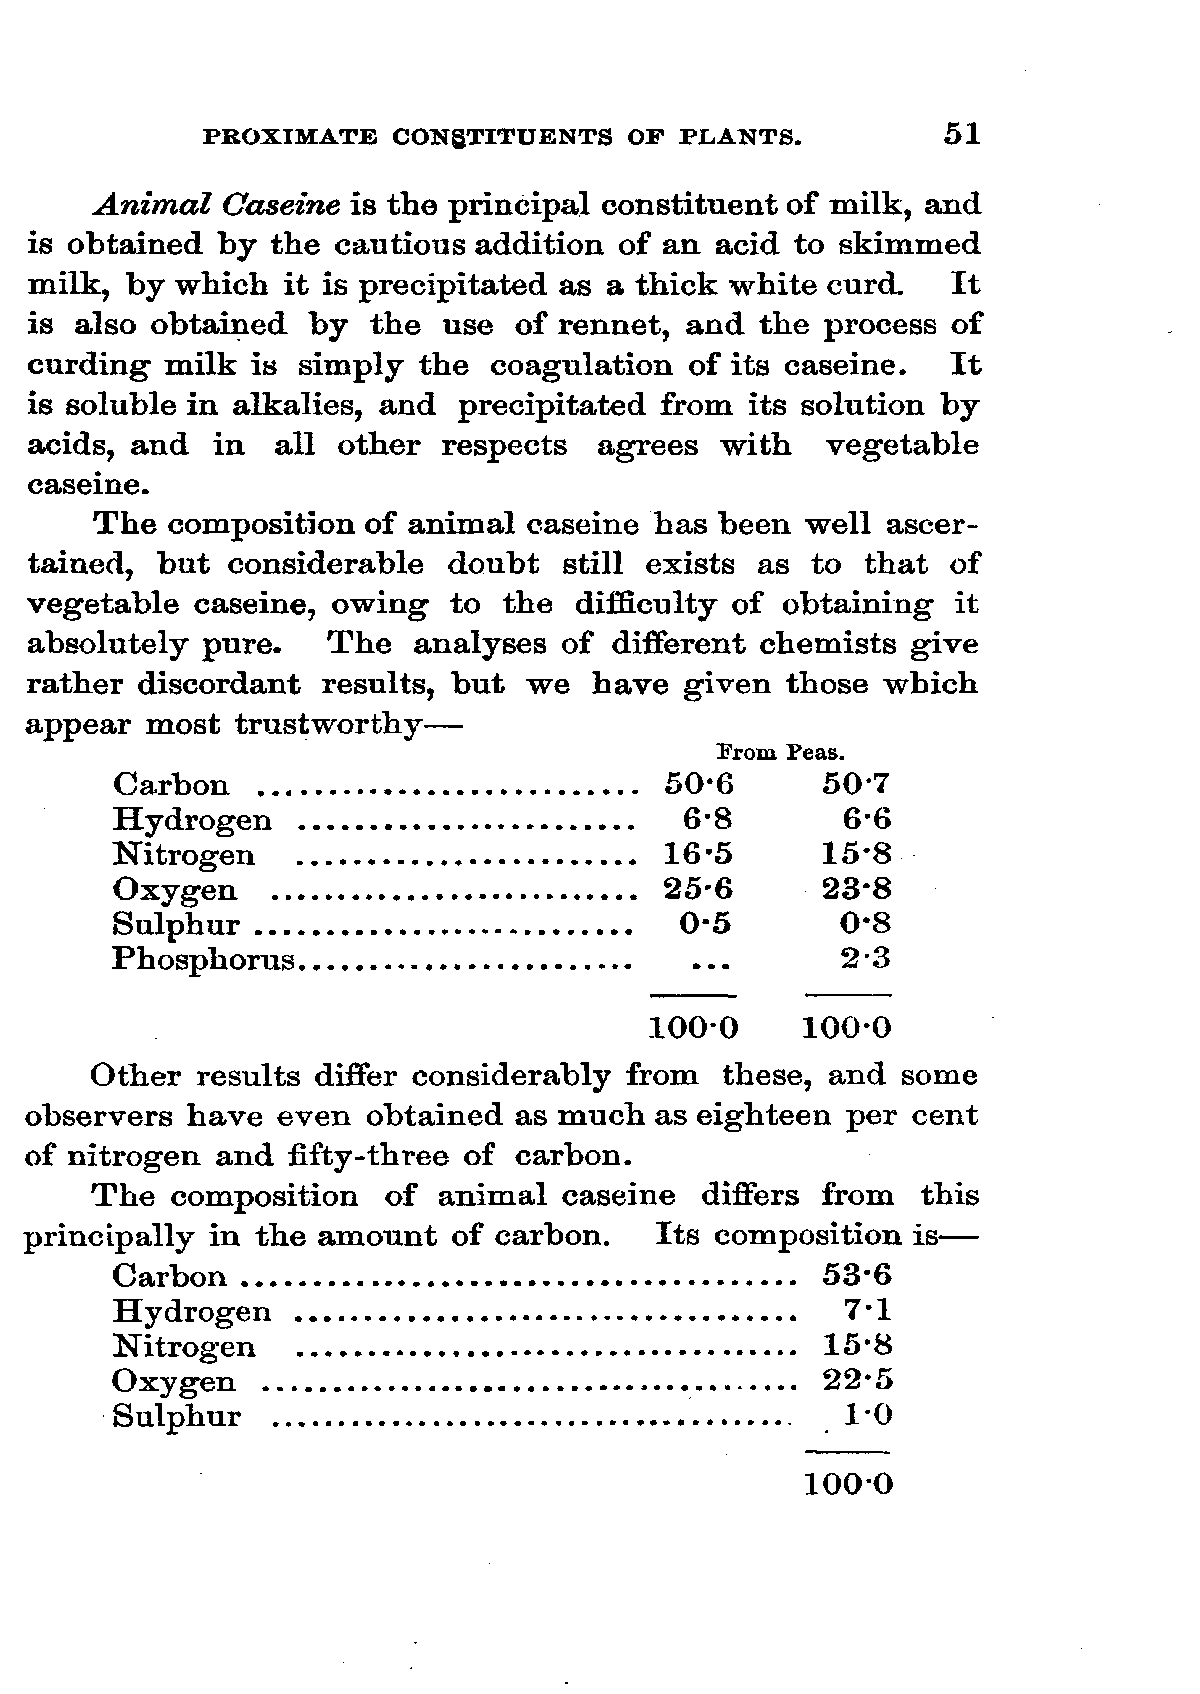 PROXIMATE CONSTITUENTS OF PLANTS. 51
Animal Caseine is the principal constituent of milk, and
is obtained by the cautious addition of an acid to skimmed
milk, by which it is precipitated as a thick white curd. It
is also obtained by the use of rennet, and the process of
curding milk is simply the coagulation of its caseine. It
is soluble in alkalies, and precipitated from its solution by
acids, and in all other respects agrees with vegetable
caseine.
The composition of animal caseine has been well ascer-
tained, but considerable doubt still exists as to that of
vegetable caseine, owing to the difficulty of obtaining it
absolutely pure. The analyses of different chemists give
rather discordant results, but we have given those which
appear most trustworthy—
From Peas.
Carbon ........................... 50·6 50·7
Hydrogen ........................ 6·8 6·6
Nitrogen ........................ 16·5 15·8
Oxygen .......................... 25·6 23·8
Sulphur ........................... 0·5 0·8
Phosphorus........................ ... 2·3
100·0 100·0
Other results differ considerably from these, and some
observers have even obtained as much as eighteen per cent
of nitrogen and fifty-three of carbon.
The composition of animal caseine differs from this
principally in the amount of carbon. Its composition is—
Carbon ....................................... 53·6
Hydrogen ................................... 7·1
Nitrogen ................................... 15·8
Oxygen ...................................... 22·5
Sulphur ..................................... 1·0
100·0